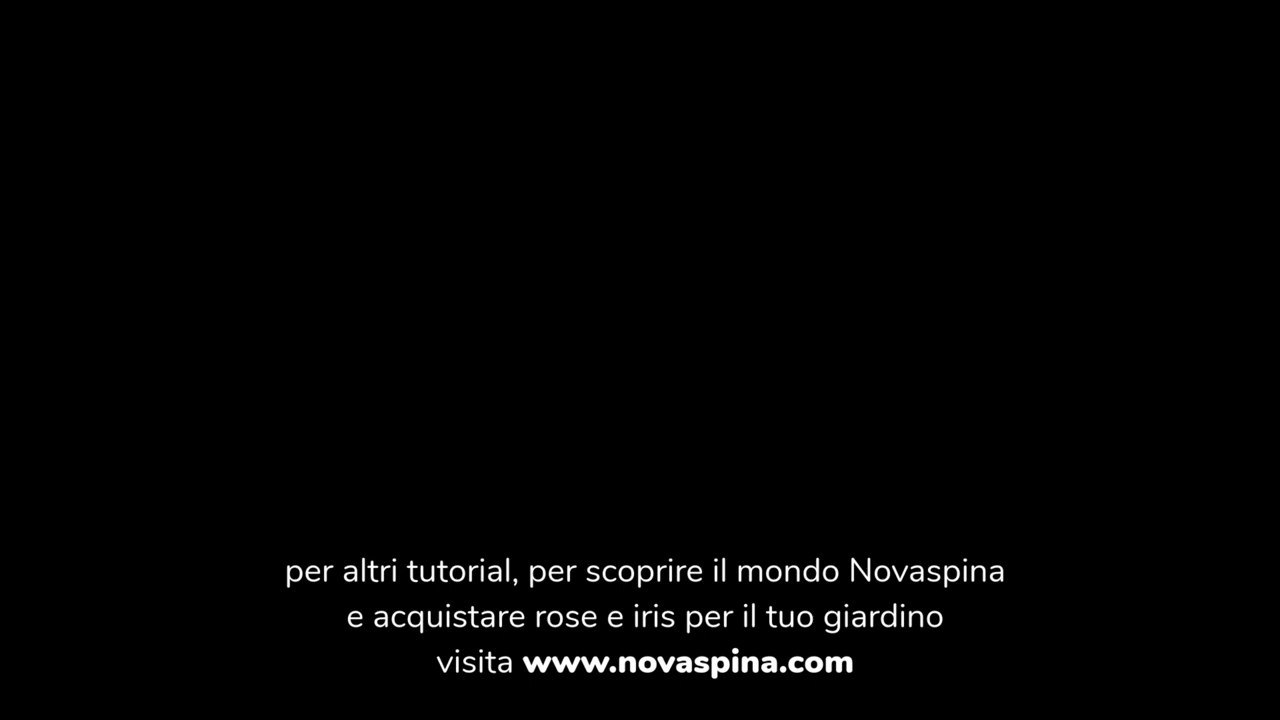 per altri tutorial, per scoprire il mondo Novaspina
e acquistare rose e iris per il tuo giardino
visita www.novaspina.com